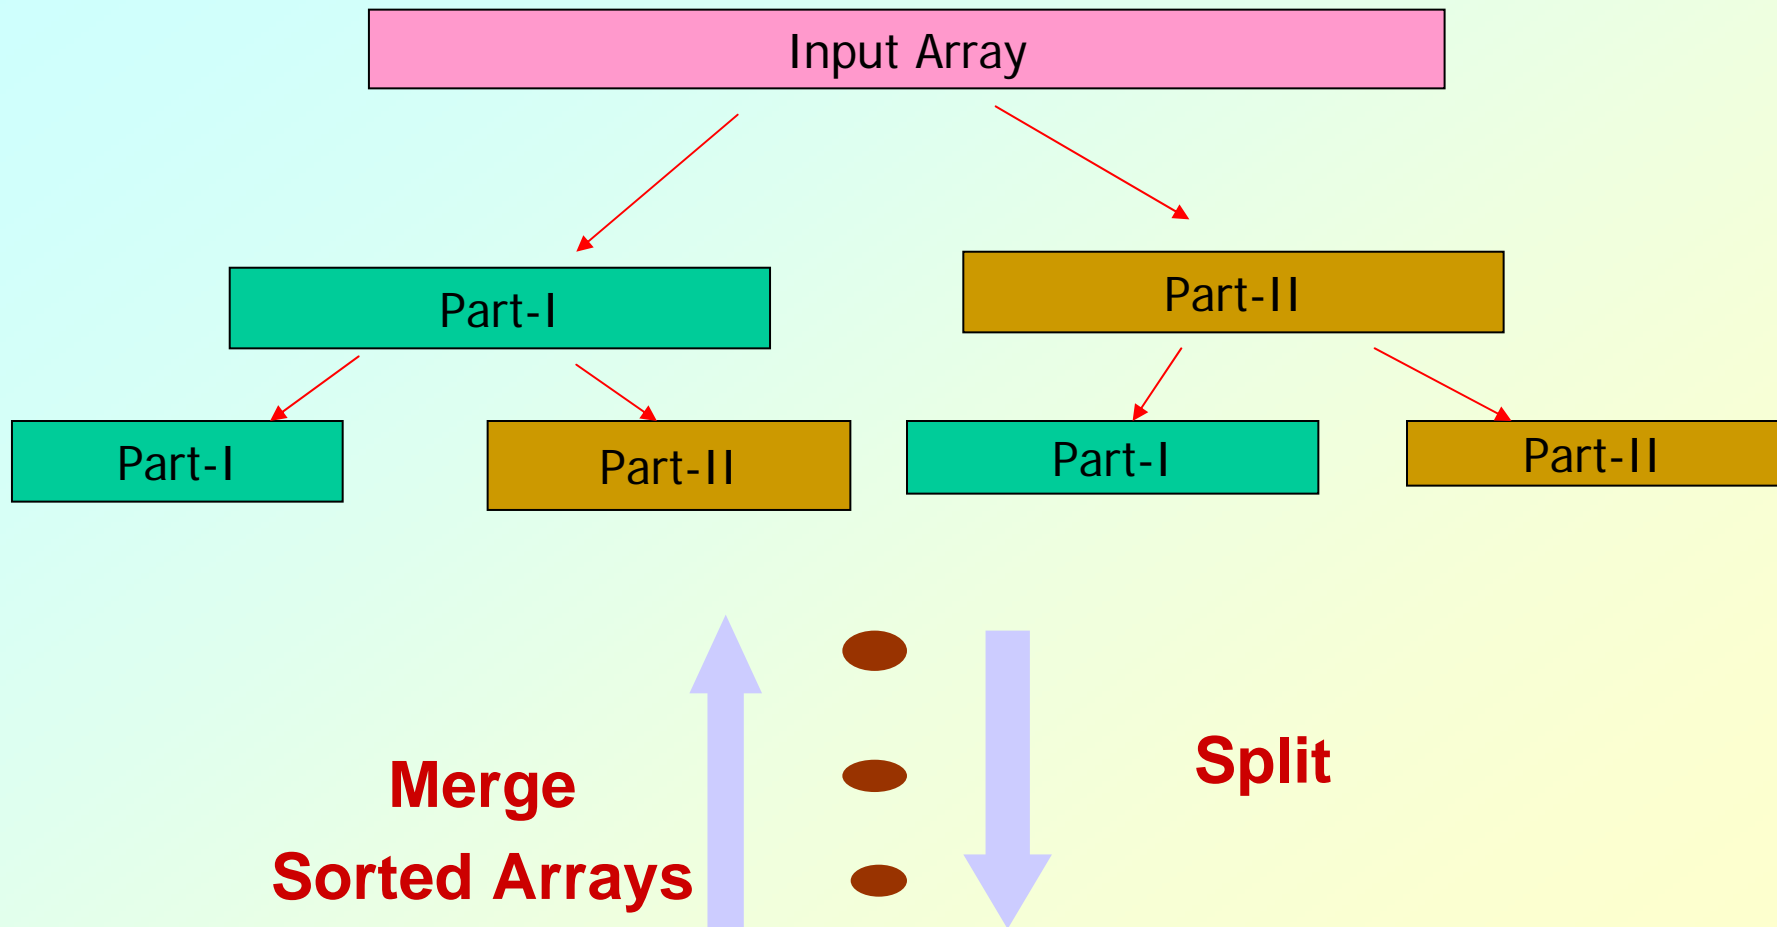 Input Array
Part-I
Part-II
Part-I
Part-II
Part-I
Part-II
Merge
Sorted Arrays
Split